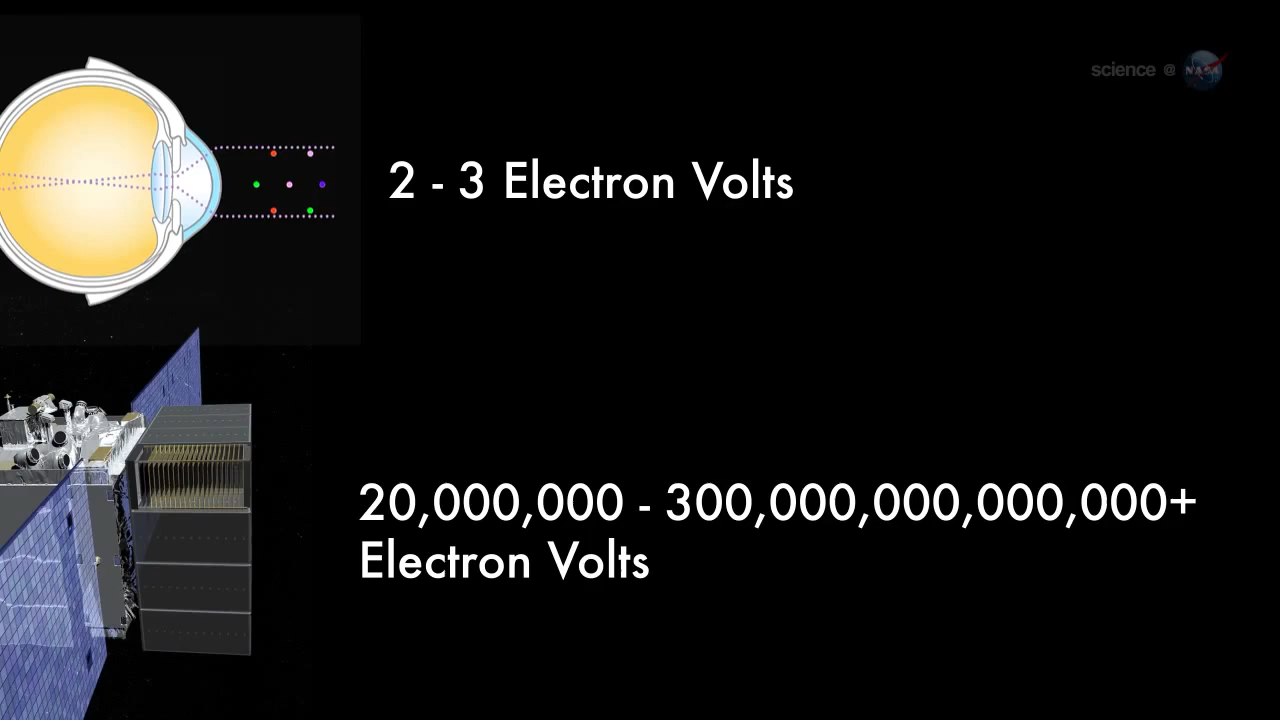 science @ NASA
2 - 3 Electron Volts
20,000,000 - 300,000,000,000,000+
Electron Volts